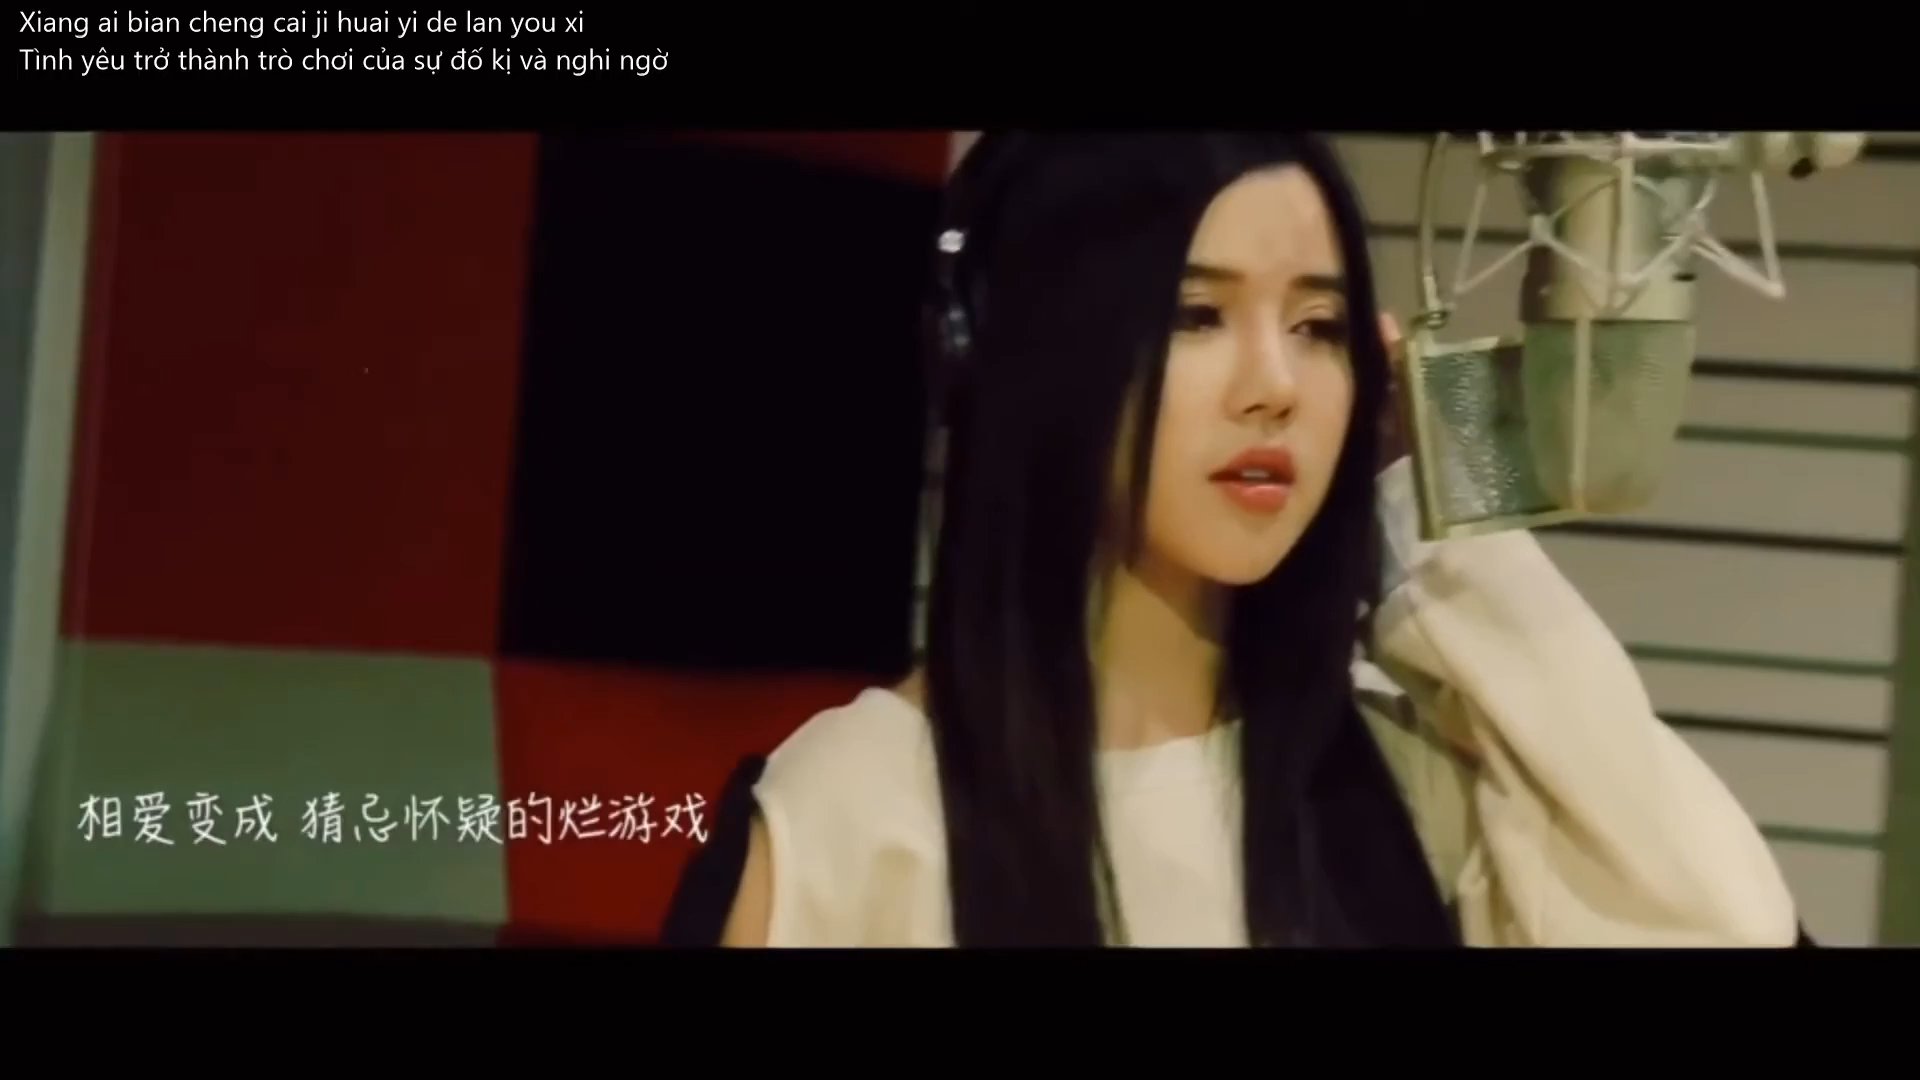 Xiang ai bian cheng cai ji huai yi de lan you xi
Tình yêu trở thành trò chơi của sự đố kị và nghi ngờ
相爱变成 猜忌怀疑的烂游戏